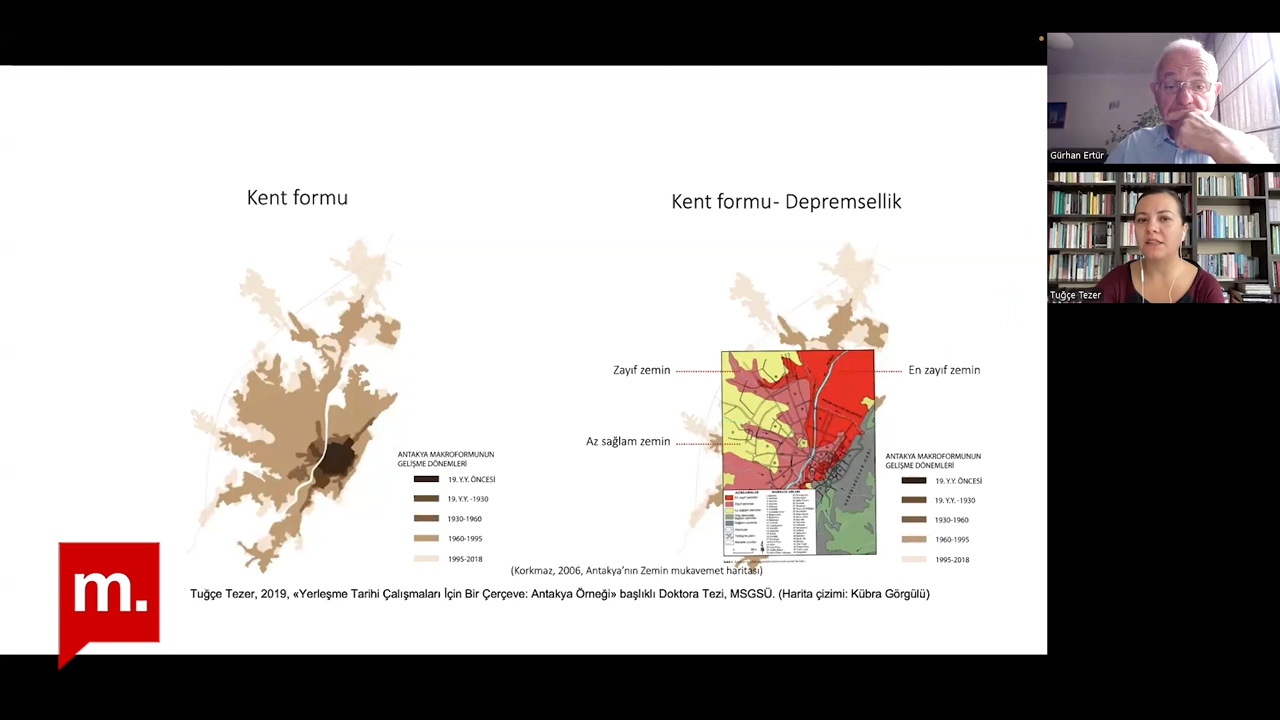 Gürhan Ertür
Tuğçe Tezer
Kent formu
Kent formu- Depremsellik
Zayıf zemin
En zayıf zemin
Az sağlam zemin
ANTAKYA MAKROFORMUNUN
GELİŞME DÖNEMLERİ
19. Y.Y. ÖNCESİ
19. Y.Y. -1930
1930-1960
1960-1995
1995-2018
ANTAKYA MAKROFORMUNUN
GELİŞME DÖNEMLERİ
19. Y.Y. ÖNCESİ
19. Y.Y. -1930
1930-1960
1960-1995
1995-2018
(Korkmaz, 2006, Antakya'nın Zemin mukavemet haritası)
Tuğçe Tezer, 2019, «Yerleşme Tarihi Çalışmaları İçin Bir Çerçeve: Antakya Örneği» başlıklı Doktora Tezi, MSGSÜ. (Harita çizimi: Kübra Görgülü)
m.